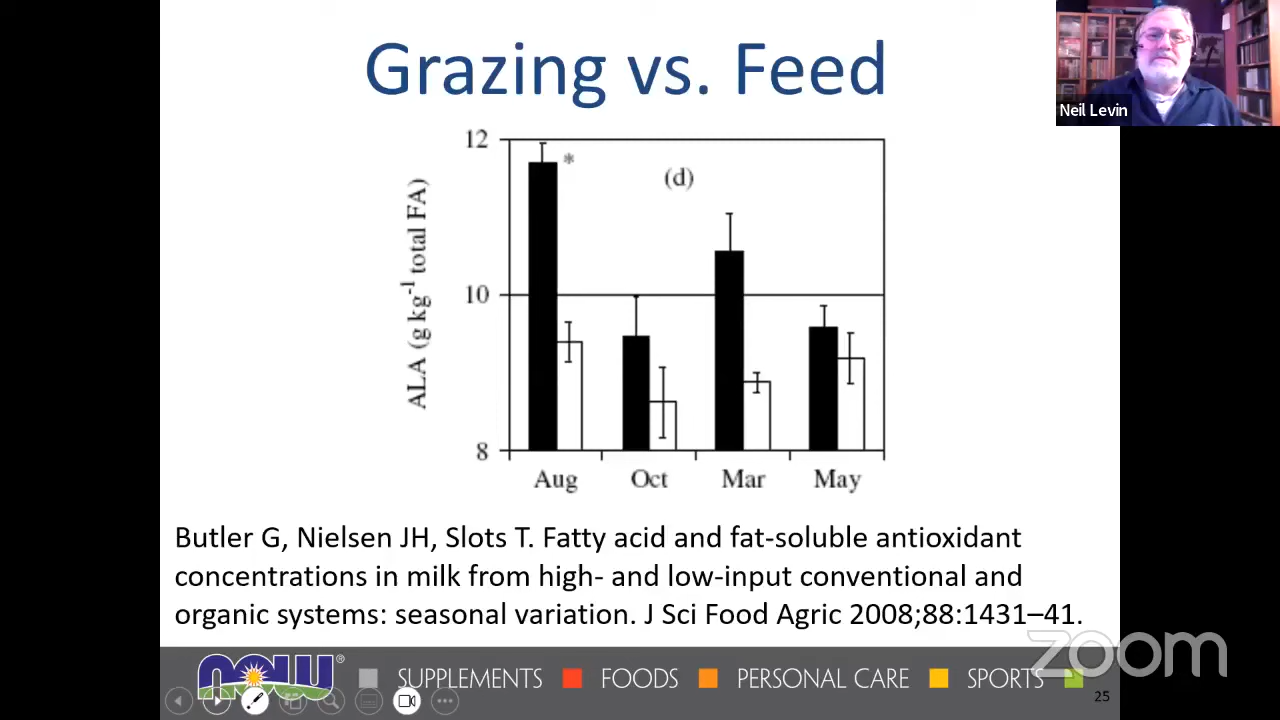 Grazing vs. Feed
Neil Levin
12
*
(d)
ALA (g kg-1 total FA)
10
8
Aug Oct Mar May
Butler G, Nielsen JH, Slots T. Fatty acid and fat-soluble antioxidant
concentrations in milk from high- and low-input conventional and
organic systems: seasonal variation. J Sci Food Agric 2008;88:1431–41.
zoom
NOW® SUPPLEMENTS FOODS PERSONAL CARE SPORTS
25